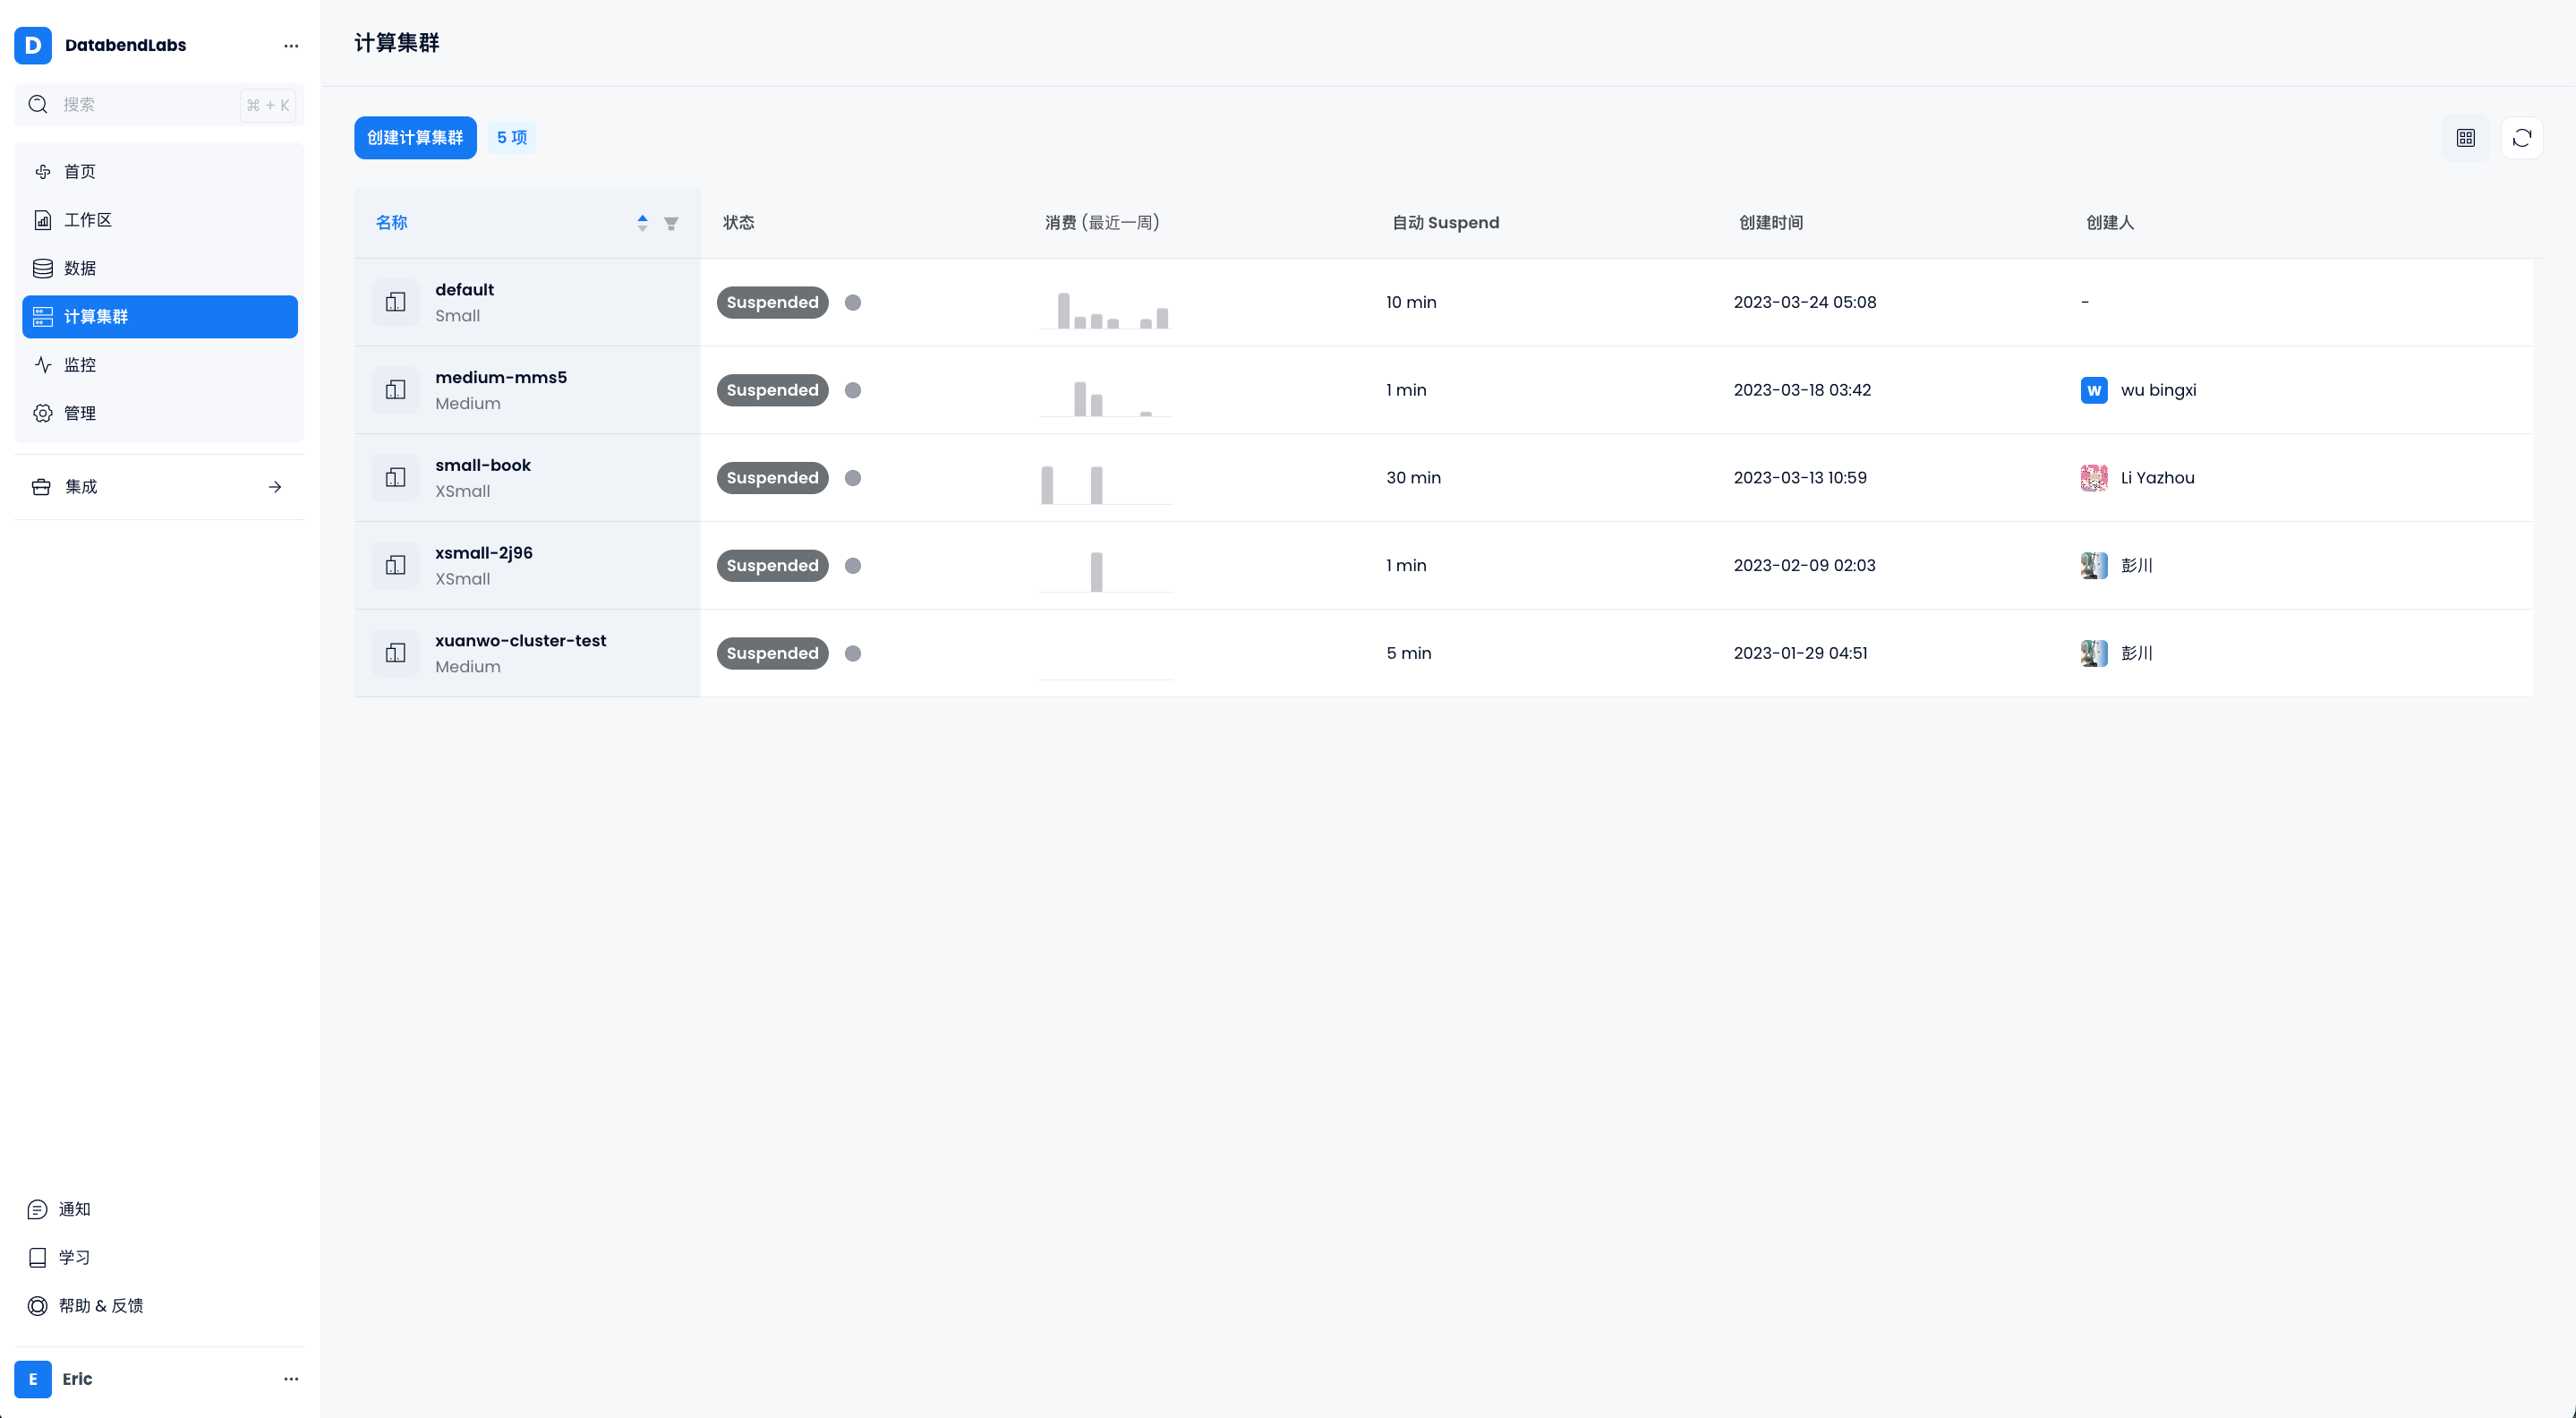 D DatabendLabs
搜索 ⌘ + K
首页
工作区
数据
计算集群
监控
管理
集成
通知
学习
帮助 & 反馈
E Eric
计算集群
创建计算集群 5 项
名称 状态 消费 (最近一周) 自动 Suspend 创建时间 创建人
default
Small
Suspended 10 min 2023-03-24 05:08 -
medium-mms5
Medium
Suspended 1 min 2023-03-18 03:42 W wu bingxi
small-book
XSmall
Suspended 30 min 2023-03-13 10:59 Li Yazhou
xsmall-2j96
XSmall
Suspended 1 min 2023-02-09 02:03 彭川
xuanwo-cluster-test
Medium
Suspended 5 min 2023-01-29 04:51 彭川